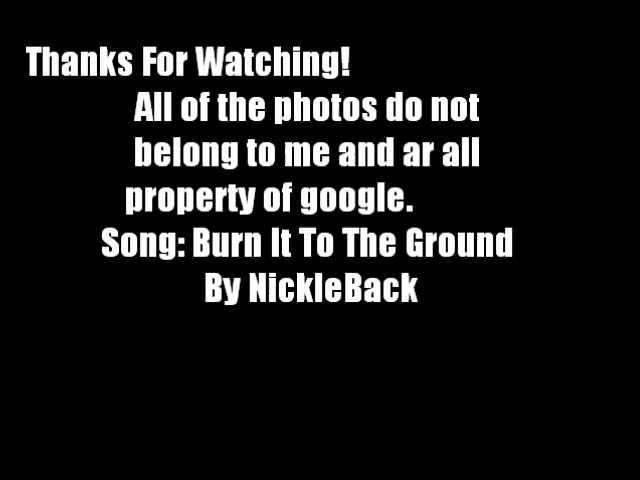 Thanks For Watching!
All of the photos do not
belong to me and ar all
property of google.
Song: Burn It To The Ground
By NickleBack